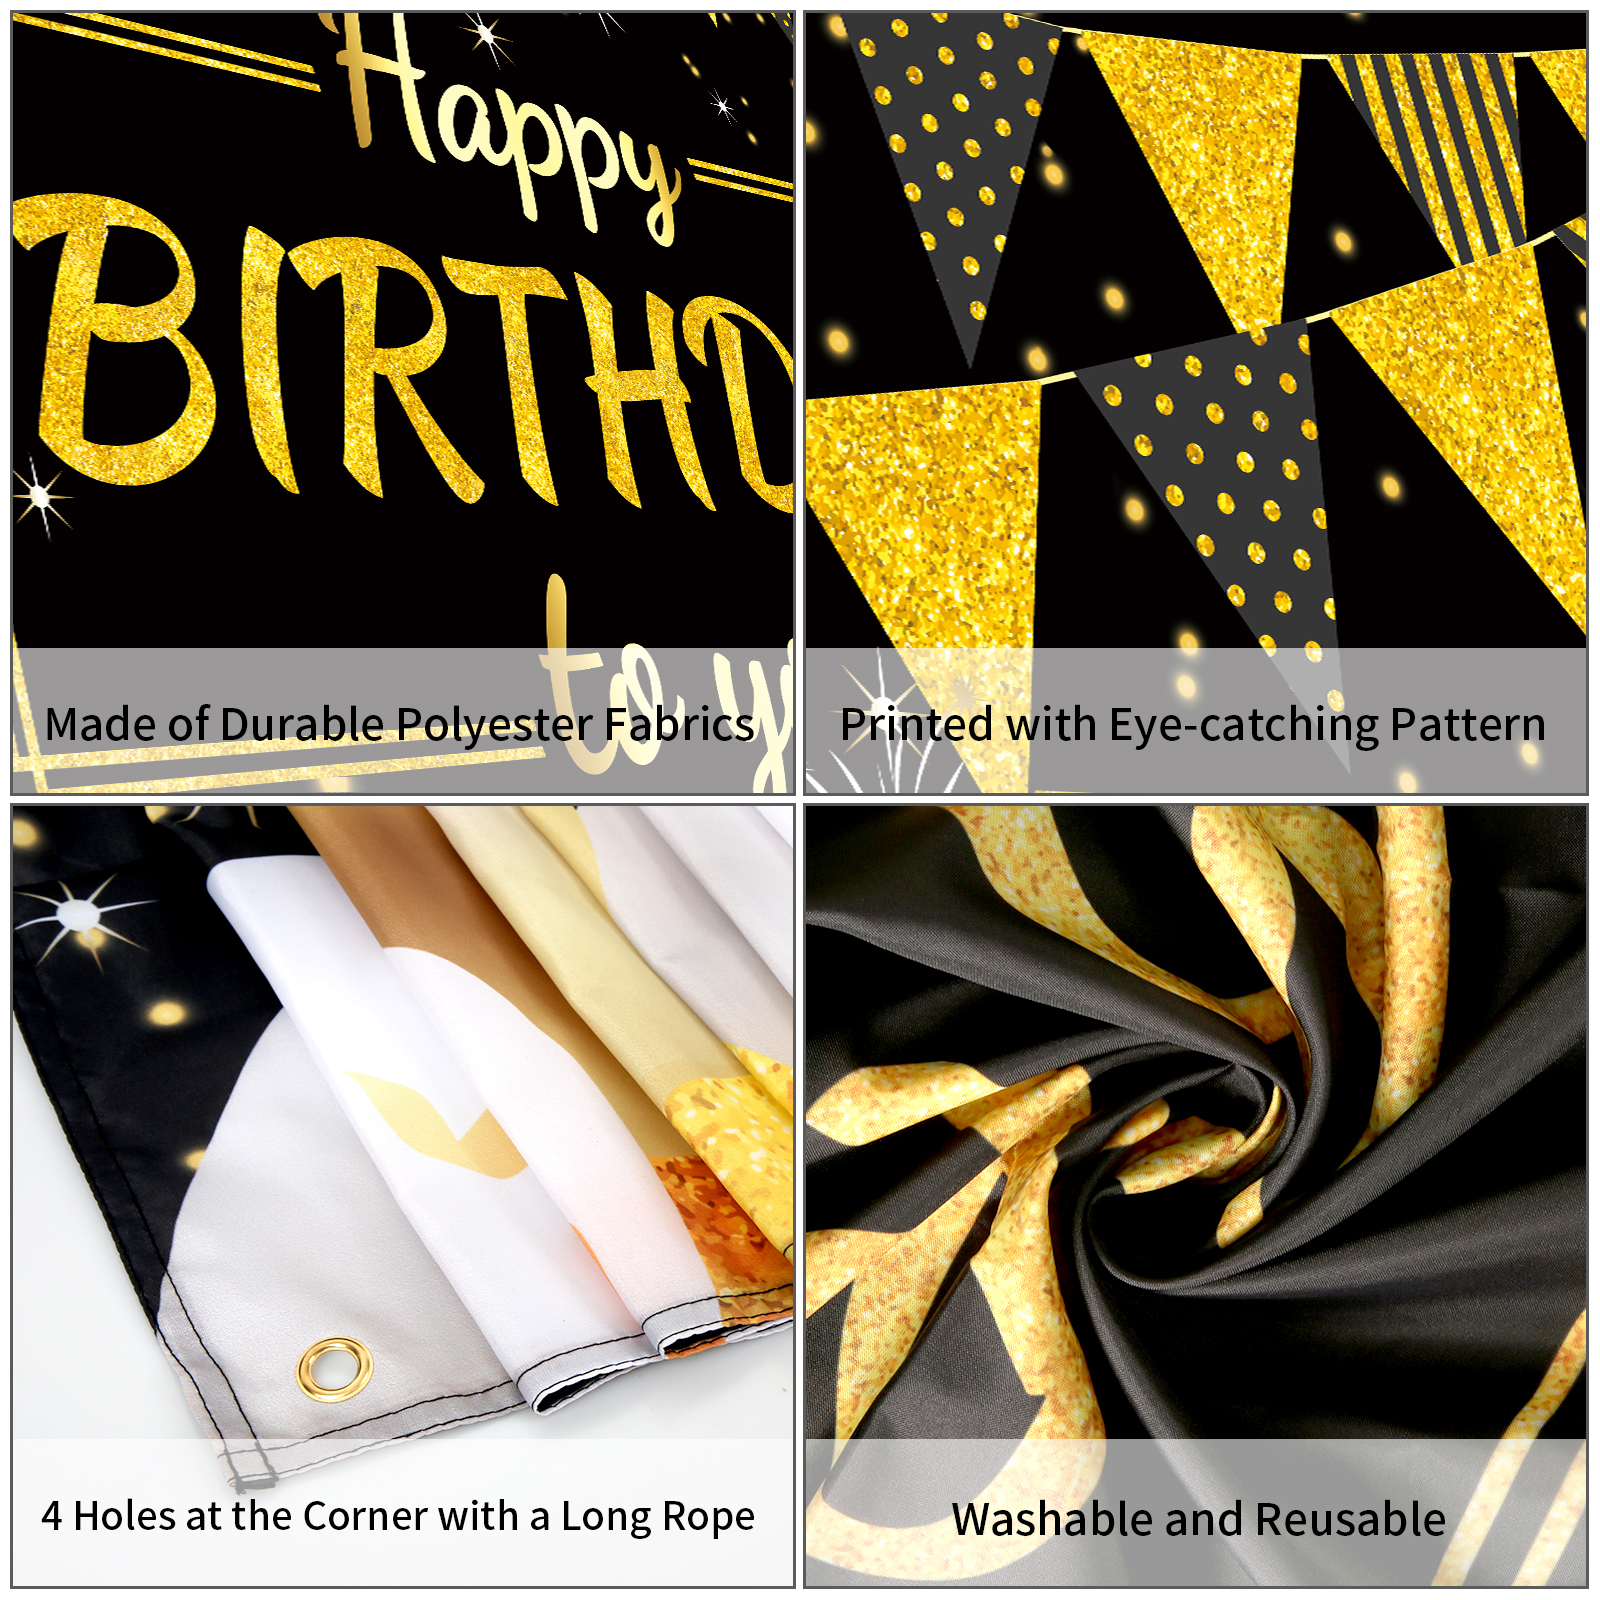 Happy
BIRTHD
to y
Made of Durable Polyester Fabrics
Printed with Eye-catching Pattern
4 Holes at the Corner with a Long Rope
Washable and Reusable